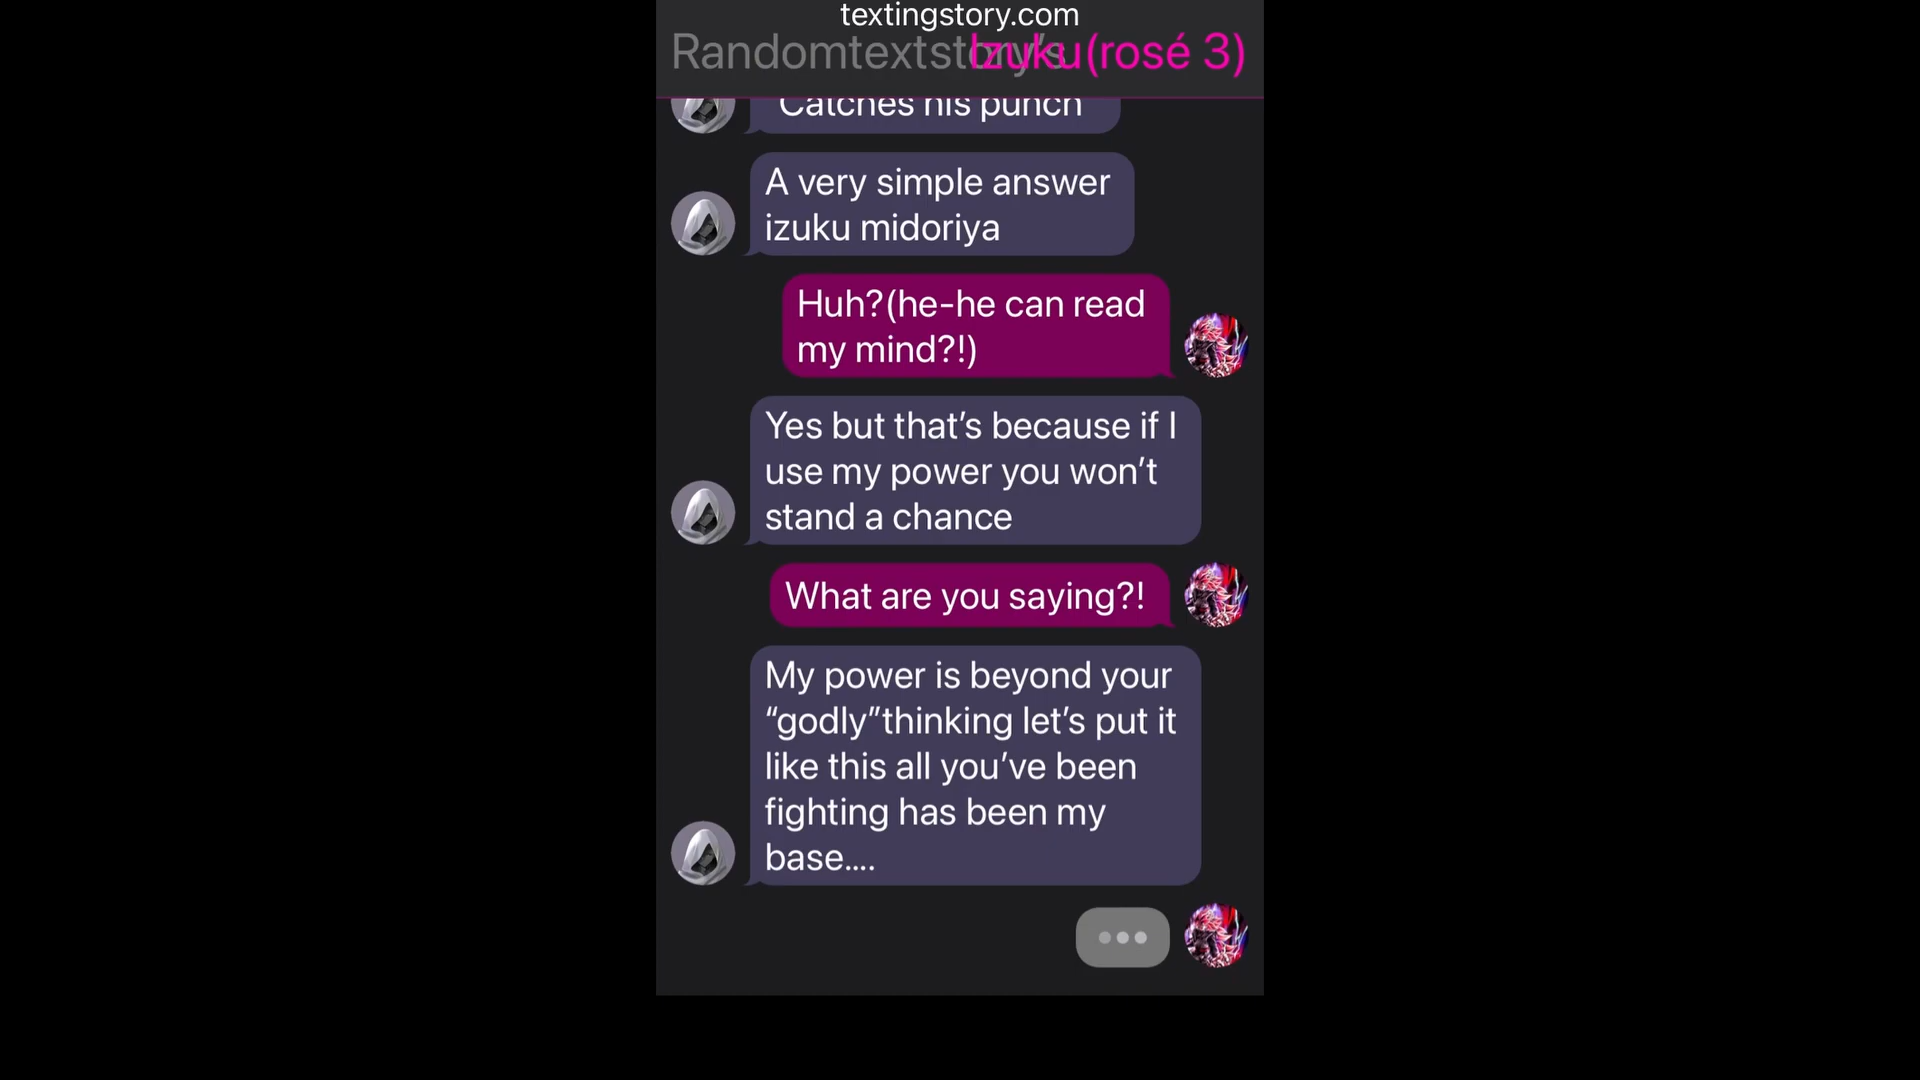 textingstory.com
Randomtextstory's
Izuku(rosé 3)
Catches his punch
A very simple answer
izuku midoriya
Huh?(he-he can read
my mind?!)
Yes but that’s because if I
use my power you won’t
stand a chance
What are you saying?!
My power is beyond your
“godly”thinking let’s put it
like this all you’ve been
fighting has been my
base....